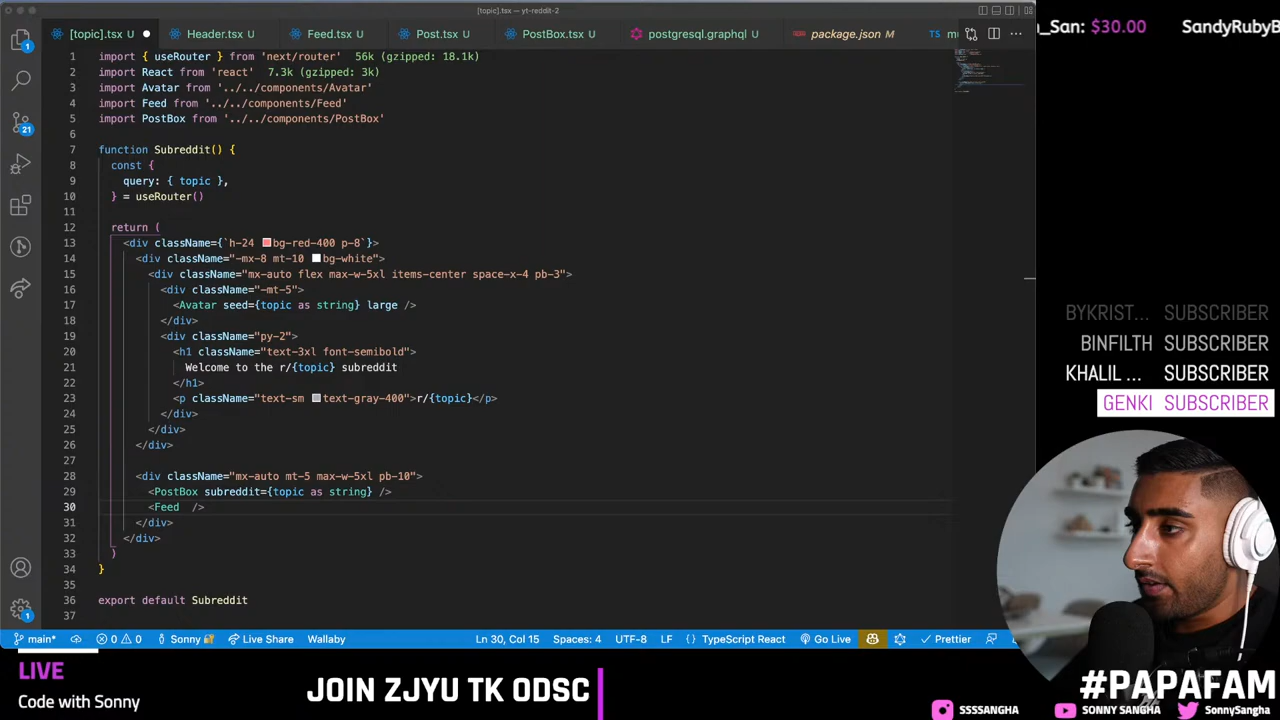 [topic].tsx — yt-reddit-2
[topic].tsx
Header.tsx U
Feed.tsx U
Post.tsx U
PostBox.tsx U
postgresql.graphql U
package.json
TS
_San: $30.00
SandyRubyB
1 import { useRouter } from 'next/router' 56k (gzipped: 18.1k)
2 import React from 'react' 7.3k (gzipped: 3k)
3 import Avatar from '../../components/Avatar'
4 import Feed from '../../components/Feed'
5 import PostBox from '../../components/PostBox'
6
7 function Subreddit() {
8 const {
9 query: { topic },
10 } = useRouter()
11
12 return (
13 <div className={`h-24 bg-red-400 p-8`}>
14 <div className="-mx-8 mt-10 bg-white">
15 <div className="mx-auto flex max-w-5xl items-center space-x-4 pb-3">
16 <div className="-mt-5">
17 <Avatar seed={topic as string} large />
18 </div>
19 <div className="py-2">
20 <h1 className="text-3xl font-semibold">
21 Welcome to the r/{topic} subreddit
22 </h1>
23 <p className="text-sm text-gray-400">r/{topic}</p>
24 </div>
25 </div>
26 </div>
27
28 <div className="mx-auto mt-5 max-w-5xl pb-10">
29 <PostBox subreddit={topic as string} />
30 <Feed />
31 </div>
32 </div>
33 )
34 }
35
36 export default Subreddit
37
1
21
1
BYKRIST... SUBSCRIBER
BINFILTH SUBSCRIBER
KHALIL ... SUBSCRIBER
GENKI SUBSCRIBER
main*
0 0
Sonny
Live Share
Wallaby
Ln 30, Col 15
Spaces: 4
UTF-8
LF
{ } TypeScript React
Go Live
Prettier
LIVE
Code with Sonny
JOIN ZJYU TK ODSC
#PAPAFAM
SSSSANGHA
SONNY SANGHA
SonnySangha